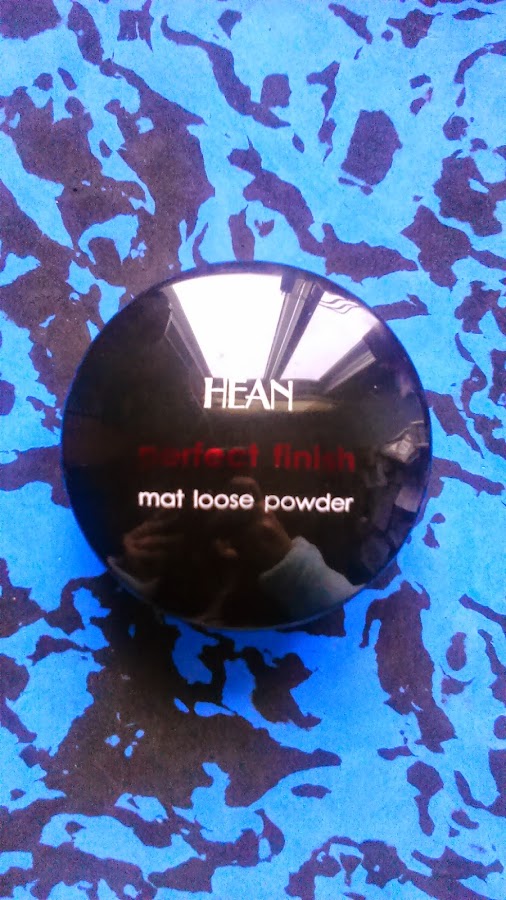 HEAN
perfect finish
mat loose powder